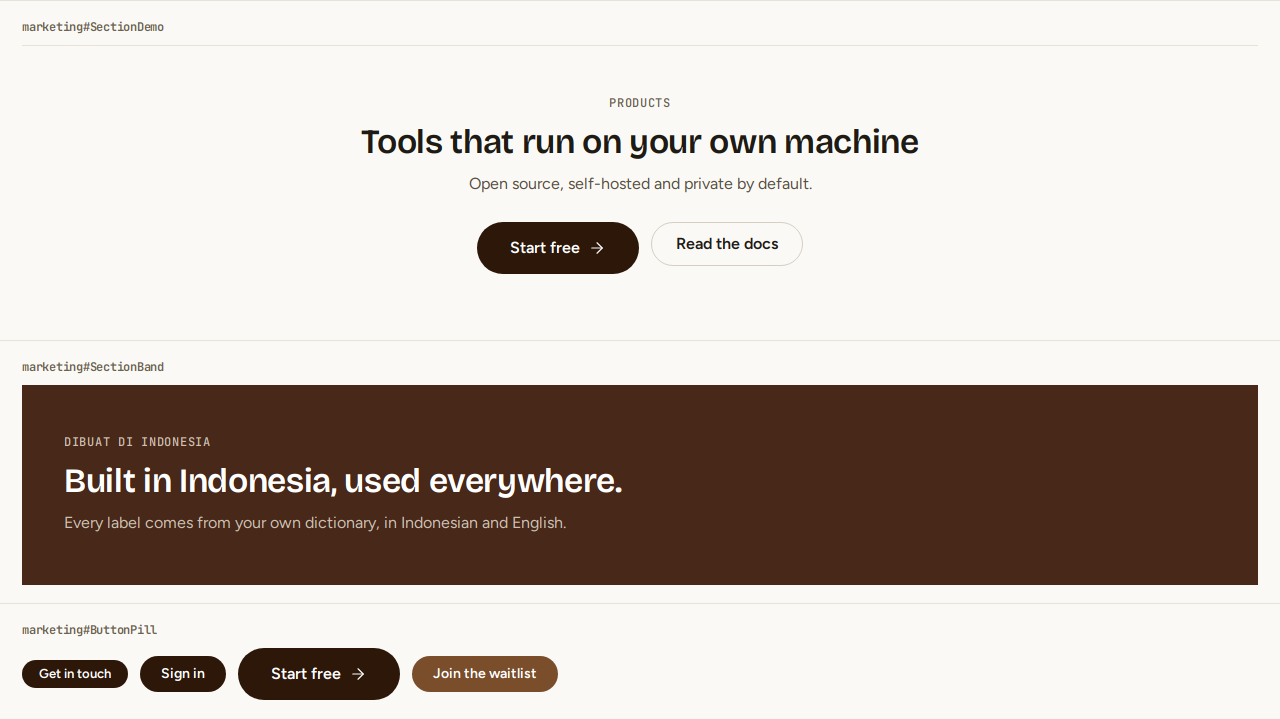 marketing#SectionDemo
PRODUCTS
Tools that run on your own machine
Open source, self-hosted and private by default.
Start free →
Read the docs
marketing#SectionBand
DIBUAT DI INDONESIA
Built in Indonesia, used everywhere.
Every label comes from your own dictionary, in Indonesian and English.
marketing#ButtonPill
Get in touch
Sign in
Start free →
Join the waitlist